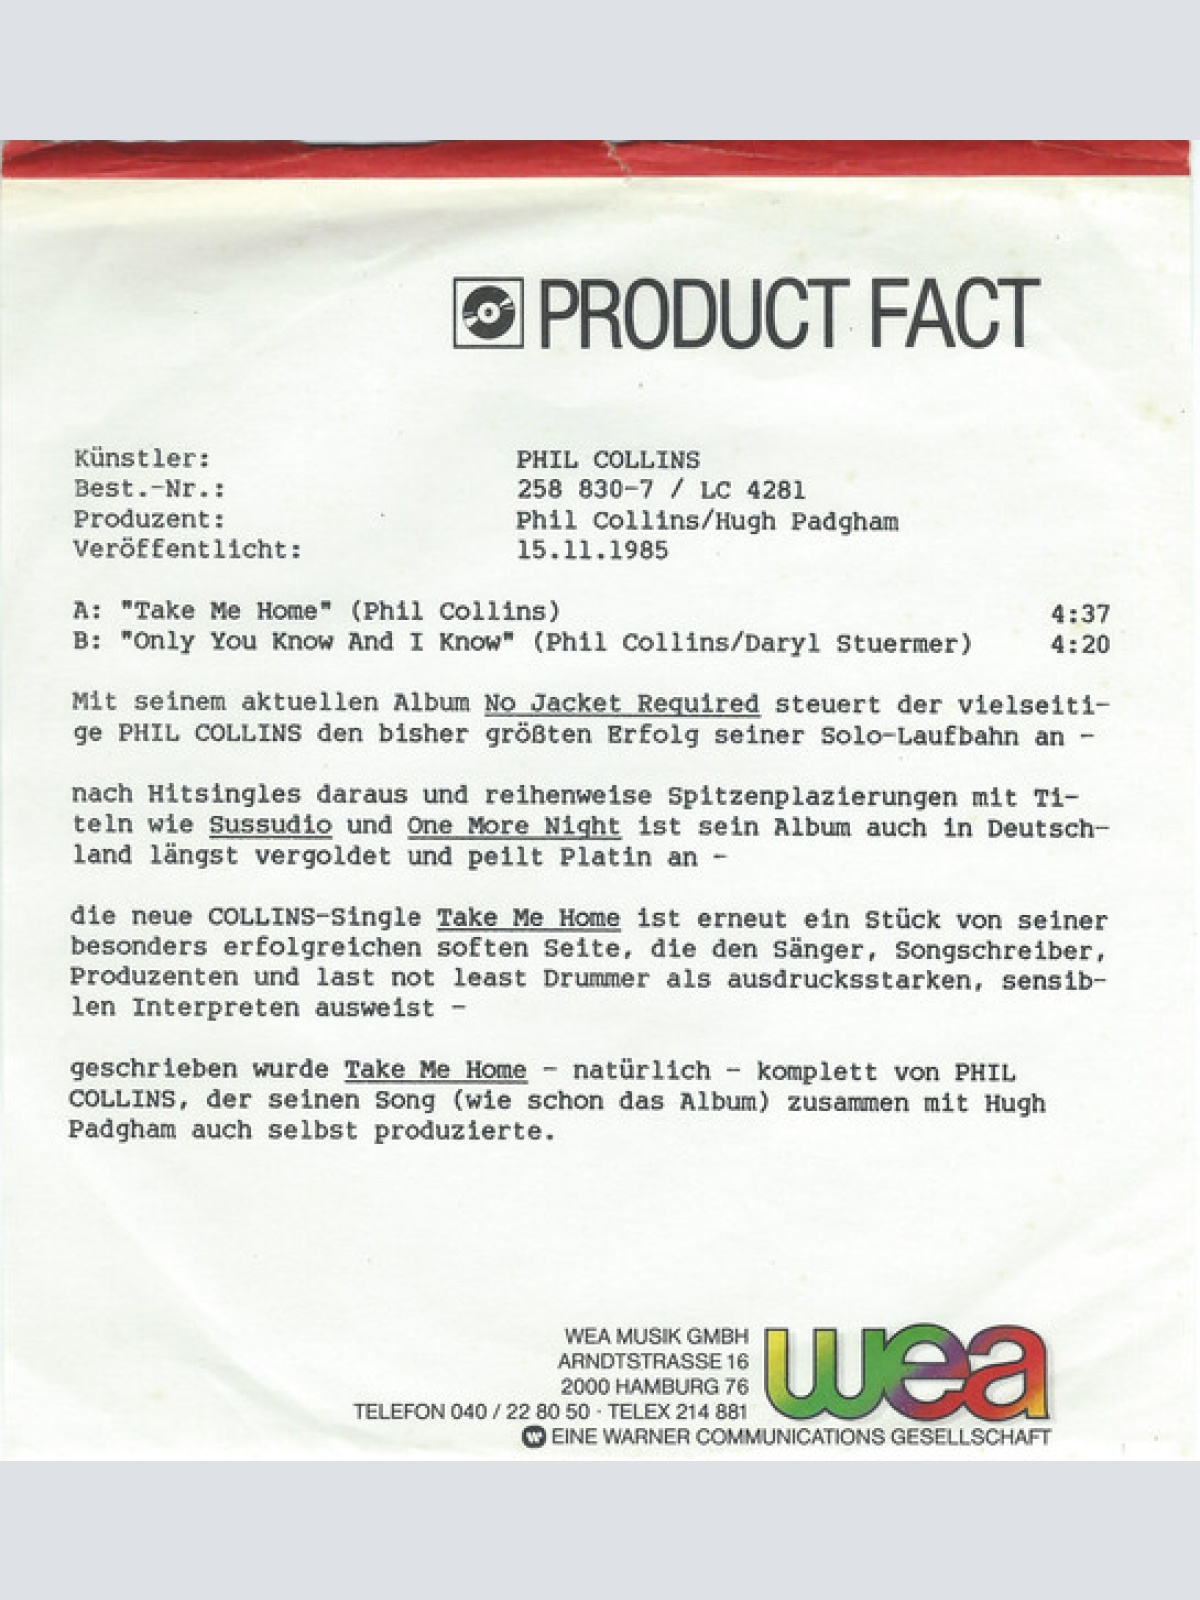 PRODUCT FACT
Künstler: PHIL COLLINS
Best.-Nr.: 258 830-7 / LC 4281
Produzent: Phil Collins/Hugh Padgham
Veröffentlicht: 15.11.1985
A: "Take Me Home" (Phil Collins) 4:37
B: "Only You Know And I Know" (Phil Collins/Daryl Stuermer) 4:20
Mit seinem aktuellen Album No Jacket Required steuert der vielseiti-
ge PHIL COLLINS den bisher größten Erfolg seiner Solo-Laufbahn an -
nach Hitsingles daraus und reihenweise Spitzenplazierungen mit Ti-
teln wie Sussudio und One More Night ist sein Album auch in Deutsch-
land längst vergoldet und peilt Platin an -
die neue COLLINS-Single Take Me Home ist erneut ein Stück von seiner
besonders erfolgreichen soften Seite, die den Sänger, Songschreiber,
Produzenten und last not least Drummer als ausdrucksstarken, sensib-
len Interpreten ausweist -
geschrieben wurde Take Me Home - natürlich - komplett von PHIL
COLLINS, der seinen Song (wie schon das Album) zusammen mit Hugh
Padgham auch selbst produzierte.
WEA MUSIK GMBH
ARNDTSTRASSE 16
2000 HAMBURG 76
TELEFON 040 / 22 80 50 · TELEX 214 881
wea
W EINE WARNER COMMUNICATIONS GESELLSCHAFT